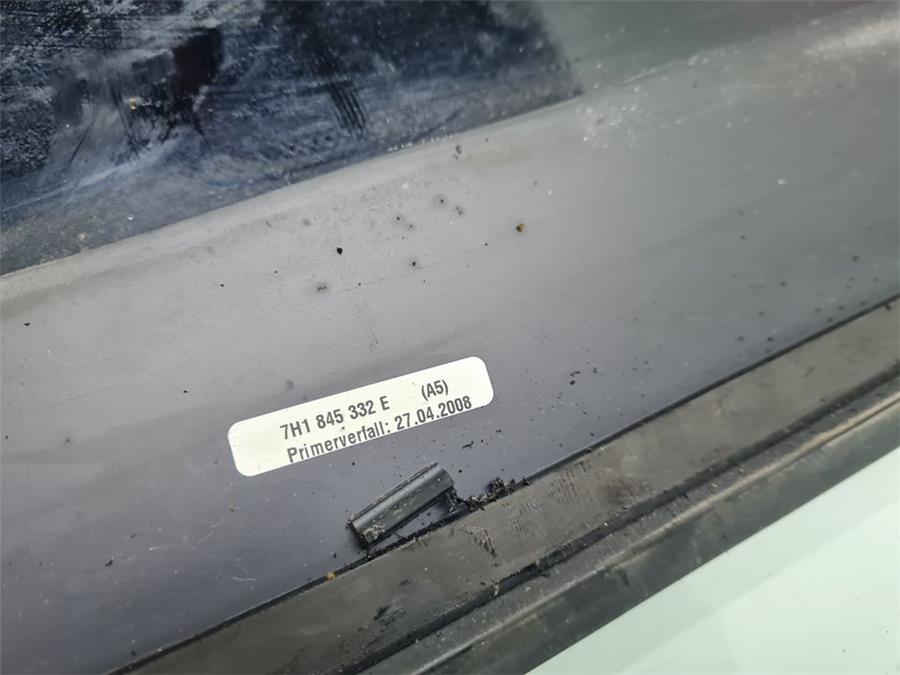 7H1 845 332 E (A5)
Primerverfall: 27.04.2008